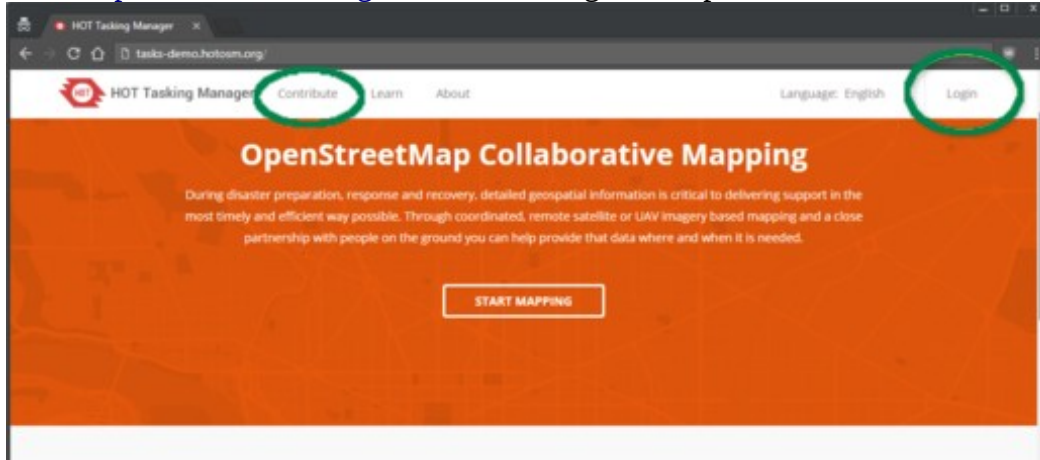 HOT Tasking Manager
tasks-demo.hotosm.org/
HOT HOT Tasking Manager Contribute Learn About Language: English Login
OpenStreetMap Collaborative Mapping
During disaster preparation, response and recovery, detailed geospatial information is critical to delivering support in the
most timely and efficient way possible. Through coordinated, remote satellite or UAV imagery based mapping and a close
partnership with people on the ground you can help provide that data where and when it is needed.
START MAPPING